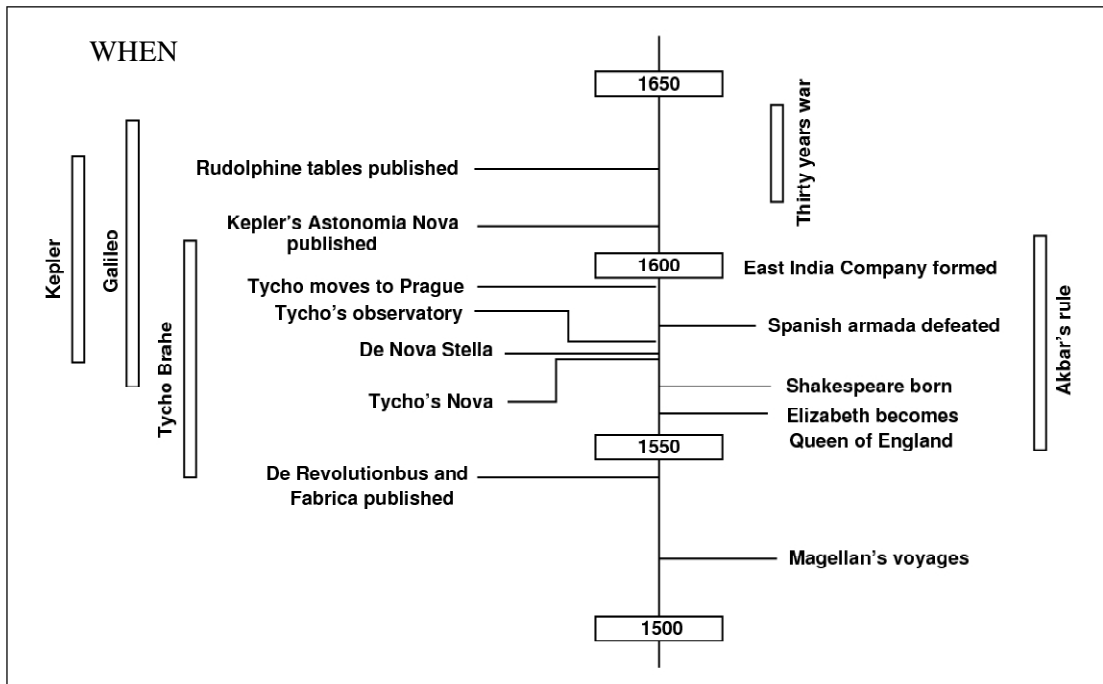 WHEN
1650
Thirty years war
Rudolphine tables published
Kepler's Astonomia Nova
published
Kepler
Galileo
1600
East India Company formed
Tycho moves to Prague
Tycho's observatory
Spanish armada defeated
De Nova Stella
Tycho Brahe
Akbar's rule
Shakespeare born
Tycho's Nova
Elizabeth becomes
Queen of England
1550
De Revolutionbus and
Fabrica published
Magellan's voyages
1500